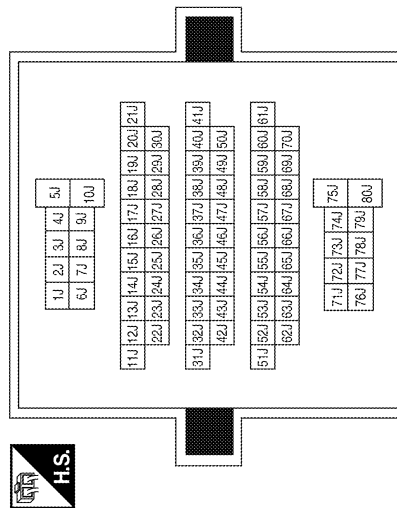 1J 2J 3J 4J 5J
6J 7J 8J 9J 10J
11J 12J 13J 14J 15J 16J 17J 18J 19J 20J 21J
22J 23J 24J 25J 26J 27J 28J 29J 30J
31J 32J 33J 34J 35J 36J 37J 38J 39J 40J 41J
42J 43J 44J 45J 46J 47J 48J 49J 50J
51J 52J 53J 54J 55J 56J 57J 58J 59J 60J 61J
62J 63J 64J 65J 66J 67J 68J 69J 70J
71J 72J 73J 74J 75J
76J 77J 78J 79J 80J
H.S.